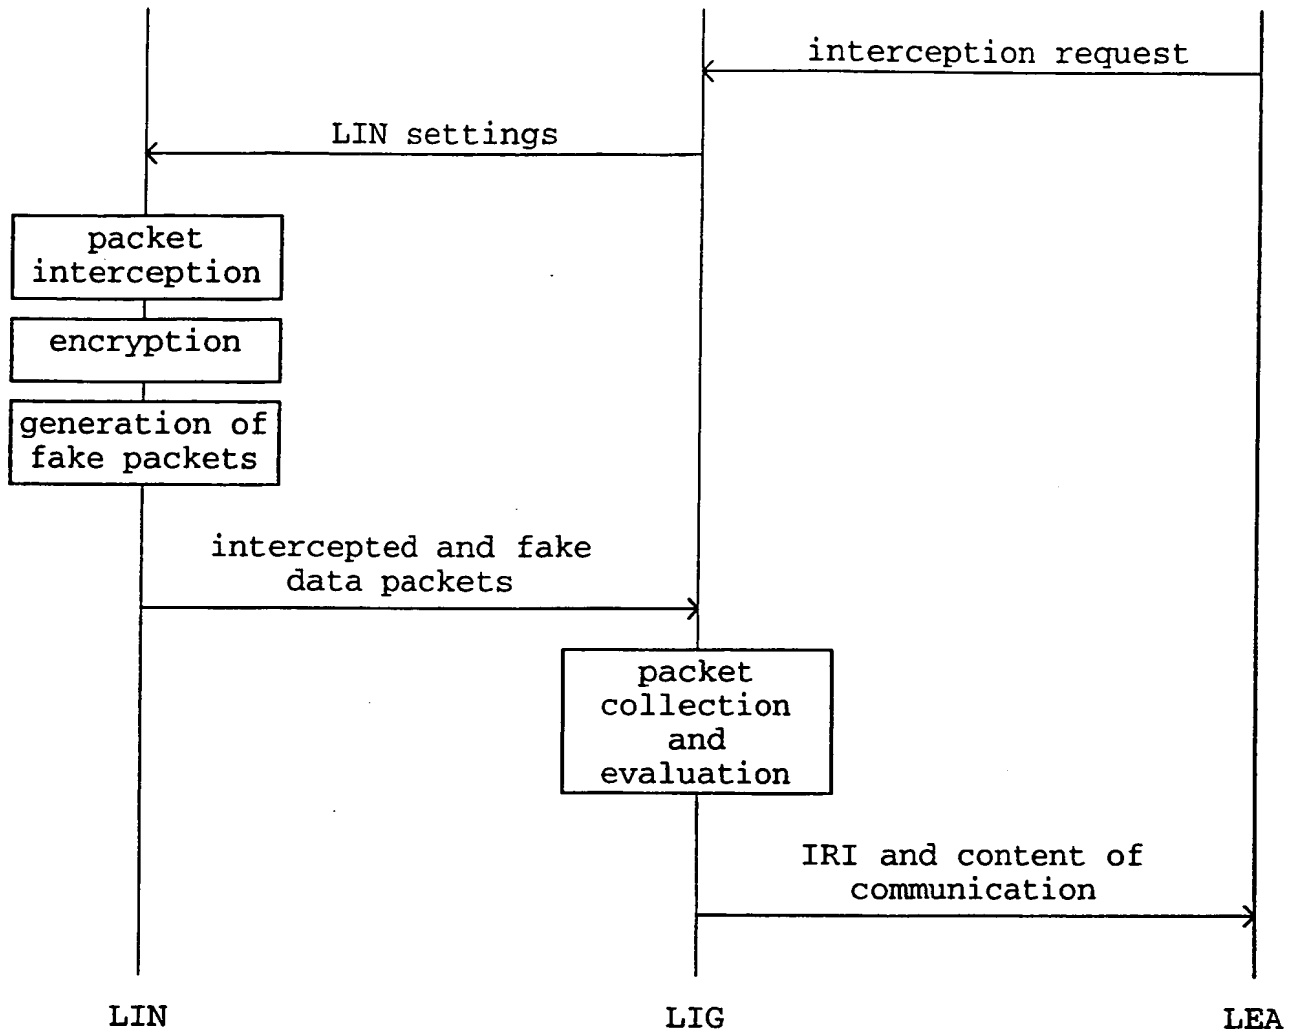 interception request
LIN settings
packet
interception
encryption
generation of
fake packets
intercepted and fake
data packets
packet
collection
and
evaluation
IRI and content of
communication
LIN
LIG
LEA